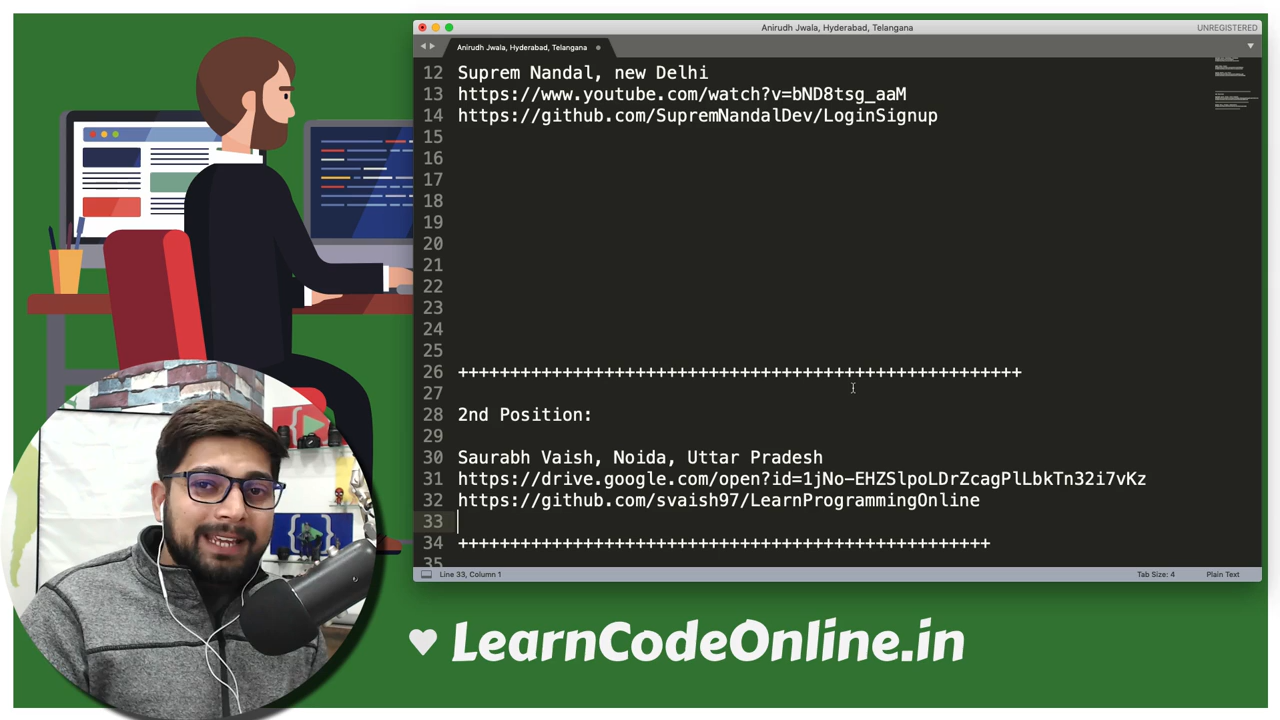 Anirudh Jwala, Hyderabad, Telangana
UNREGISTERED
Anirudh Jwala, Hyderabad, Telangana
12 Suprem Nandal, new Delhi
13 https://www.youtube.com/watch?v=bND8tsg_aaM
14 https://github.com/SupremNandalDev/LoginSignup
15
16
17
18
19
20
21
22
23
24
25
26 ++++++++++++++++++++++++++++++++++++++++++++++++++++++
27
28 2nd Position:
29
30 Saurabh Vaish, Noida, Uttar Pradesh
31 https://drive.google.com/open?id=1jNo-EHZSlpoLDrZcagPlLbkTn32i7vKz
32 https://github.com/svaish97/LearnProgrammingOnline
33
34 +++++++++++++++++++++++++++++++++++++++++++++++++++
35
Line 33, Column 1
Tab Size: 4
Plain Text
LearnCodeOnline.in